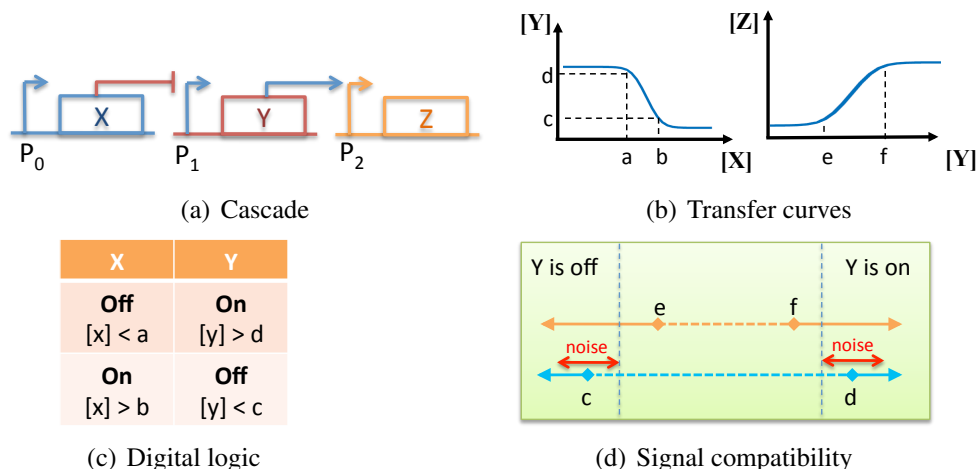 X
Y
Z
P0
P1
P2
(a) Cascade
[Y]
d
c
a
b
[X]
[Z]
e
f
[Y]
(b) Transfer curves
X Y
Off On
[x] < a [y] > d
On Off
[x] > b [y] < c
(c) Digital logic
Y is off Y is on
e f
noise noise
c d
(d) Signal compatibility